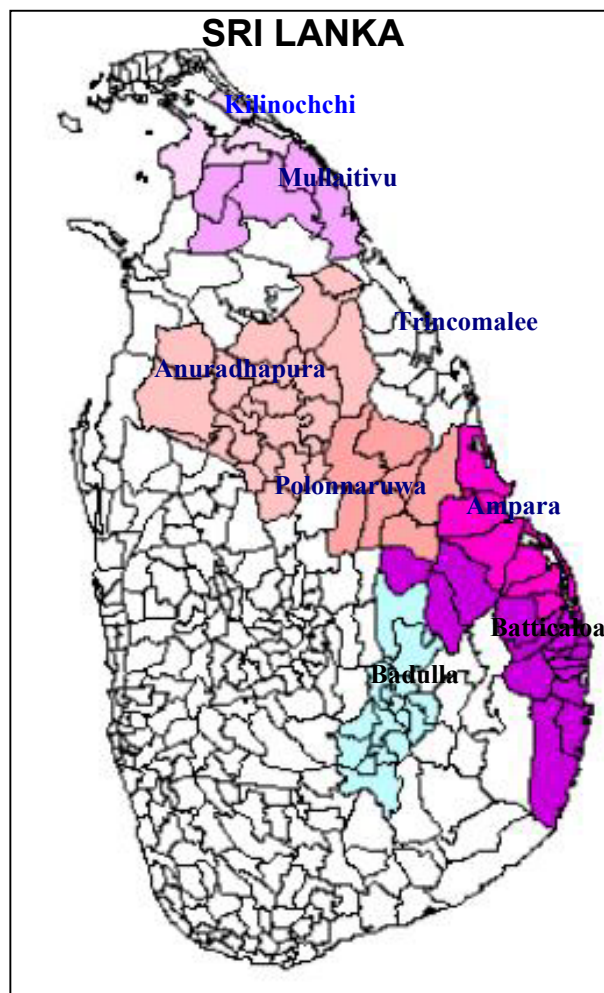 SRI LANKA
Kilinochchi
Mullaitivu
Trincomalee
Anuradhapura
Polonnaruwa
Ampara
Batticaloa
Badulla